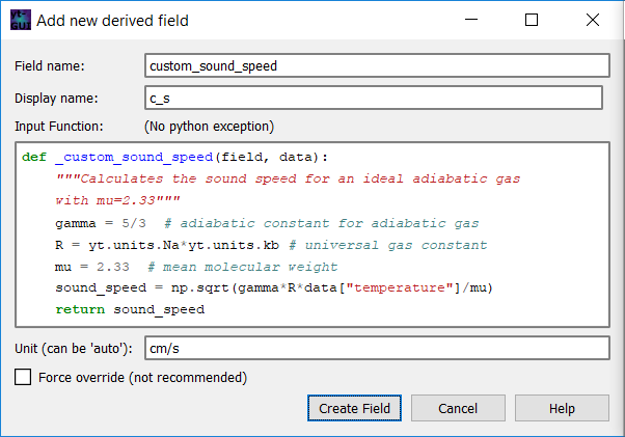 Add new derived field
Field name: custom_sound_speed
Display name: c_s
Input Function: (No python exception)
def _custom_sound_speed(field, data):
    """Calculates the sound speed for an ideal adiabatic gas
    with mu=2.33"""
    gamma = 5/3  # adiabatic constant for adiabatic gas
    R = yt.units.Na*yt.units.kb # universal gas constant
    mu = 2.33  # mean molecular weight
    sound_speed = np.sqrt(gamma*R*data["temperature"]/mu)
    return sound_speed
Unit (can be 'auto'): cm/s
Force override (not recommended)
Create Field Cancel Help